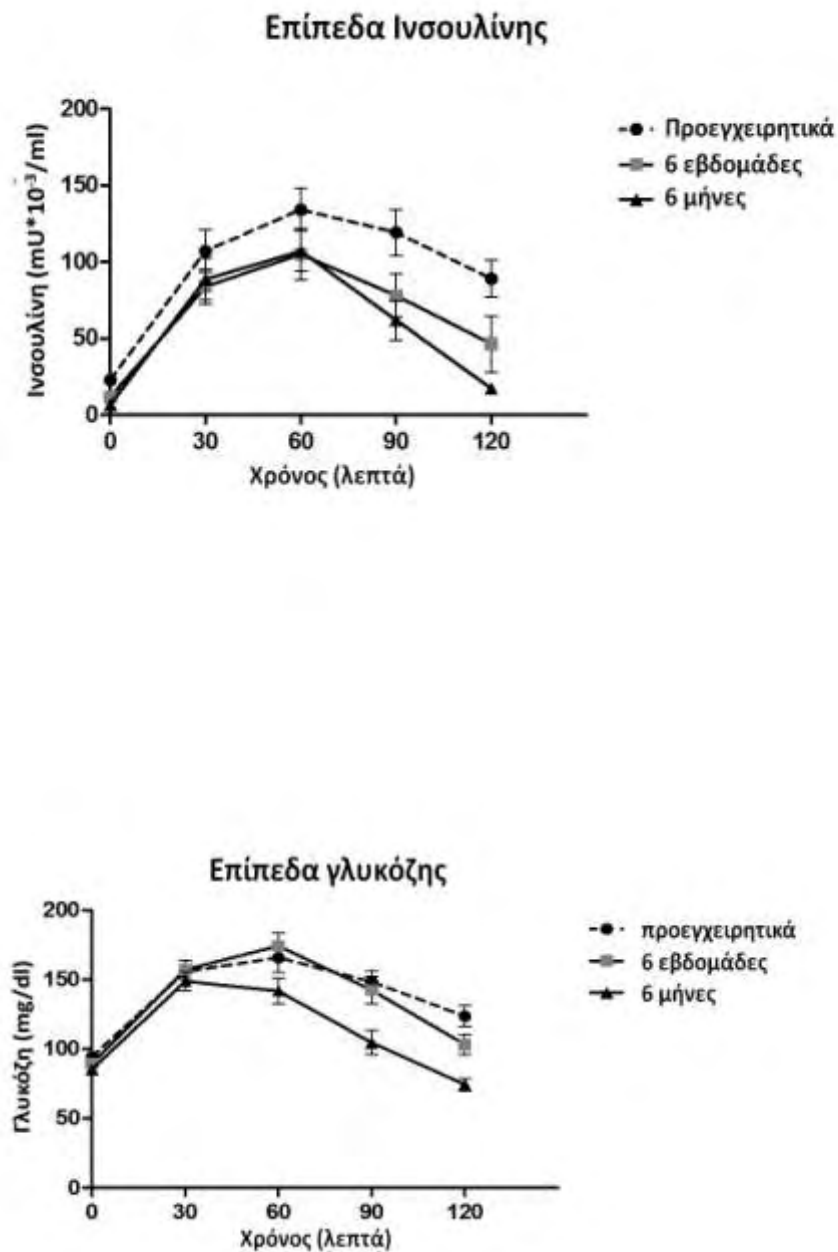 Επίπεδα Ινσουλίνης
Ινσουλίνη (mU*10⁻³/ml)
200
150
100
50
0
0 30 60 90 120
Χρόνος (λεπτά)
Προεγχειρητικά
6 εβδομάδες
6 μήνες
Επίπεδα γλυκόζης
Γλυκόζη (mg/dl)
200
150
100
50
0
0 30 60 90 120
Χρόνος (λεπτά)
προεγχειρητικά
6 εβδομάδες
6 μήνες